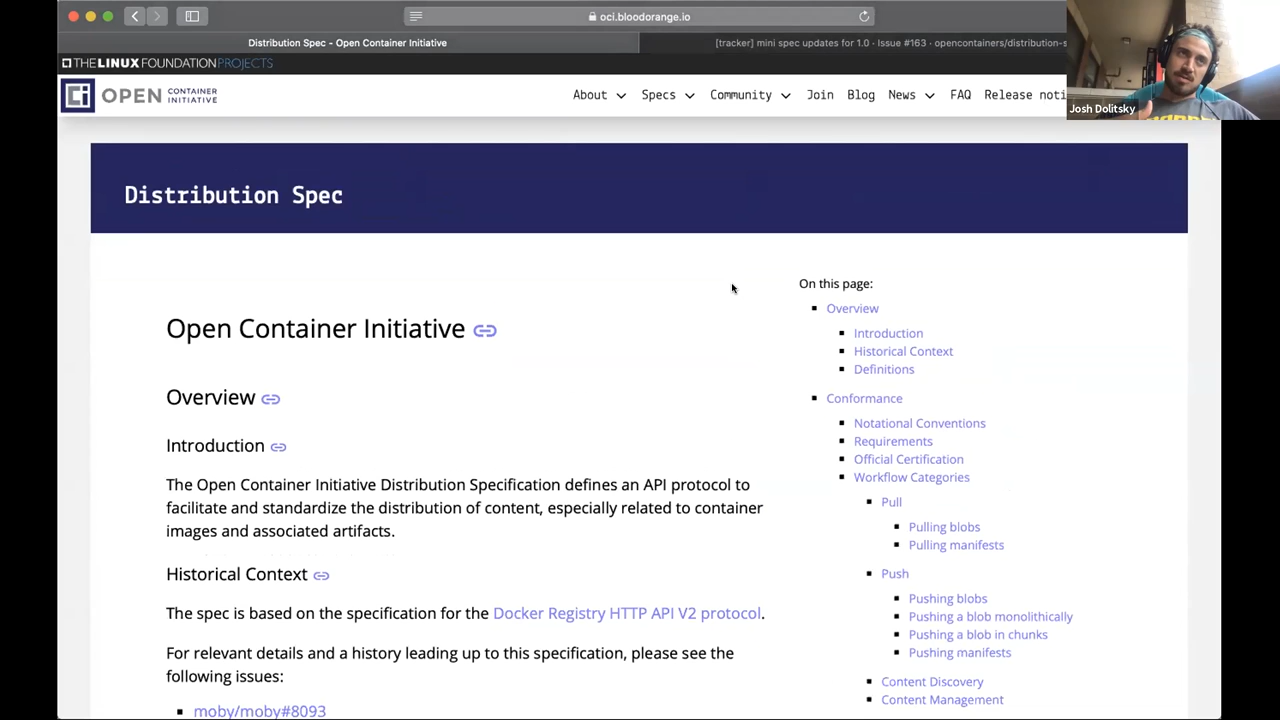 oci.bloodorange.io
Distribution Spec - Open Container Initiative
[tracker] mini spec updates for 1.0 · Issue #163 · opencontainers/distribution-s
THE LINUX FOUNDATION PROJECTS
OPEN CONTAINER INITIATIVE
About Specs Community Join Blog News FAQ Release noti
Josh Dolitsky
Distribution Spec
Open Container Initiative
Overview
Introduction
The Open Container Initiative Distribution Specification defines an API protocol to
facilitate and standardize the distribution of content, especially related to container
images and associated artifacts.
Historical Context
The spec is based on the specification for the Docker Registry HTTP API V2 protocol.
For relevant details and a history leading up to this specification, please see the
following issues:
moby/moby#8093
On this page:
Overview
Introduction
Historical Context
Definitions
Conformance
Notational Conventions
Requirements
Official Certification
Workflow Categories
Pull
Pulling blobs
Pulling manifests
Push
Pushing blobs
Pushing a blob monolithically
Pushing a blob in chunks
Pushing manifests
Content Discovery
Content Management